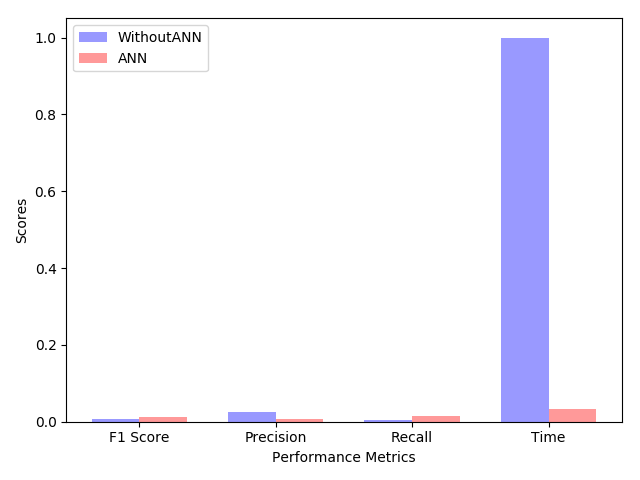 WithoutANN
ANN
Scores
1.0
0.8
0.6
0.4
0.2
0.0
F1 Score Precision Recall Time
Performance Metrics